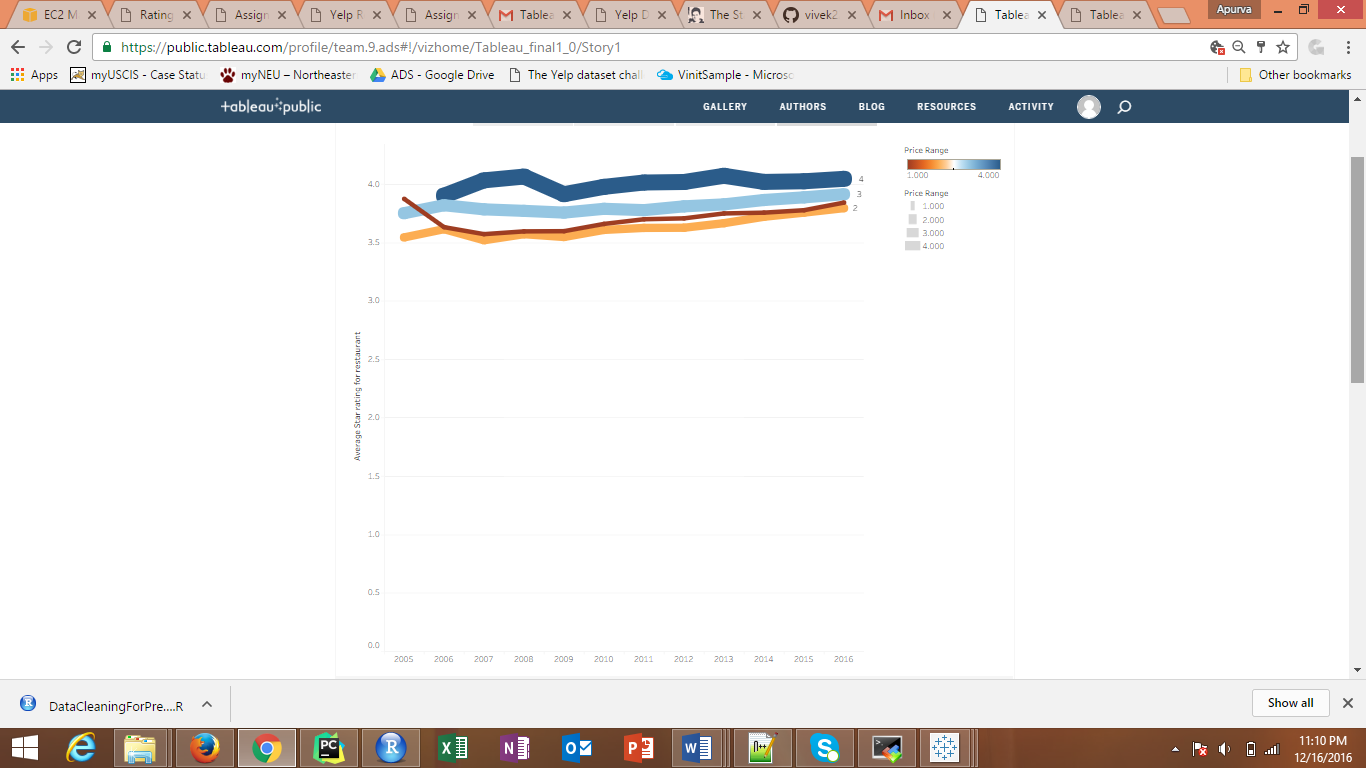 EC2 M
Rating
Assign
Yelp R
Assign
Tablea
Yelp D
The St
vivek2
Inbox
Tablea
Tablea
Apurva
https://public.tableau.com/profile/team.9.ads#!/vizhome/Tableau_final1_0/Story1
Apps
myUSCIS - Case Statu
myNEU – Northeaster
ADS - Google Drive
The Yelp dataset chal
VinitSample - Microsc
Other bookmarks
tableau public
GALLERY
AUTHORS
BLOG
RESOURCES
ACTIVITY
Price Range
1.000
4.000
Price Range
1.000
2.000
3.000
4.000
4
3
2
Average Star rating for restaurant
4.0
3.5
3.0
2.5
2.0
1.5
1.0
0.5
0.0
2005
2006
2007
2008
2009
2010
2011
2012
2013
2014
2015
2016
DataCleaningForPre....R
Show all
11:10 PM
12/16/2016